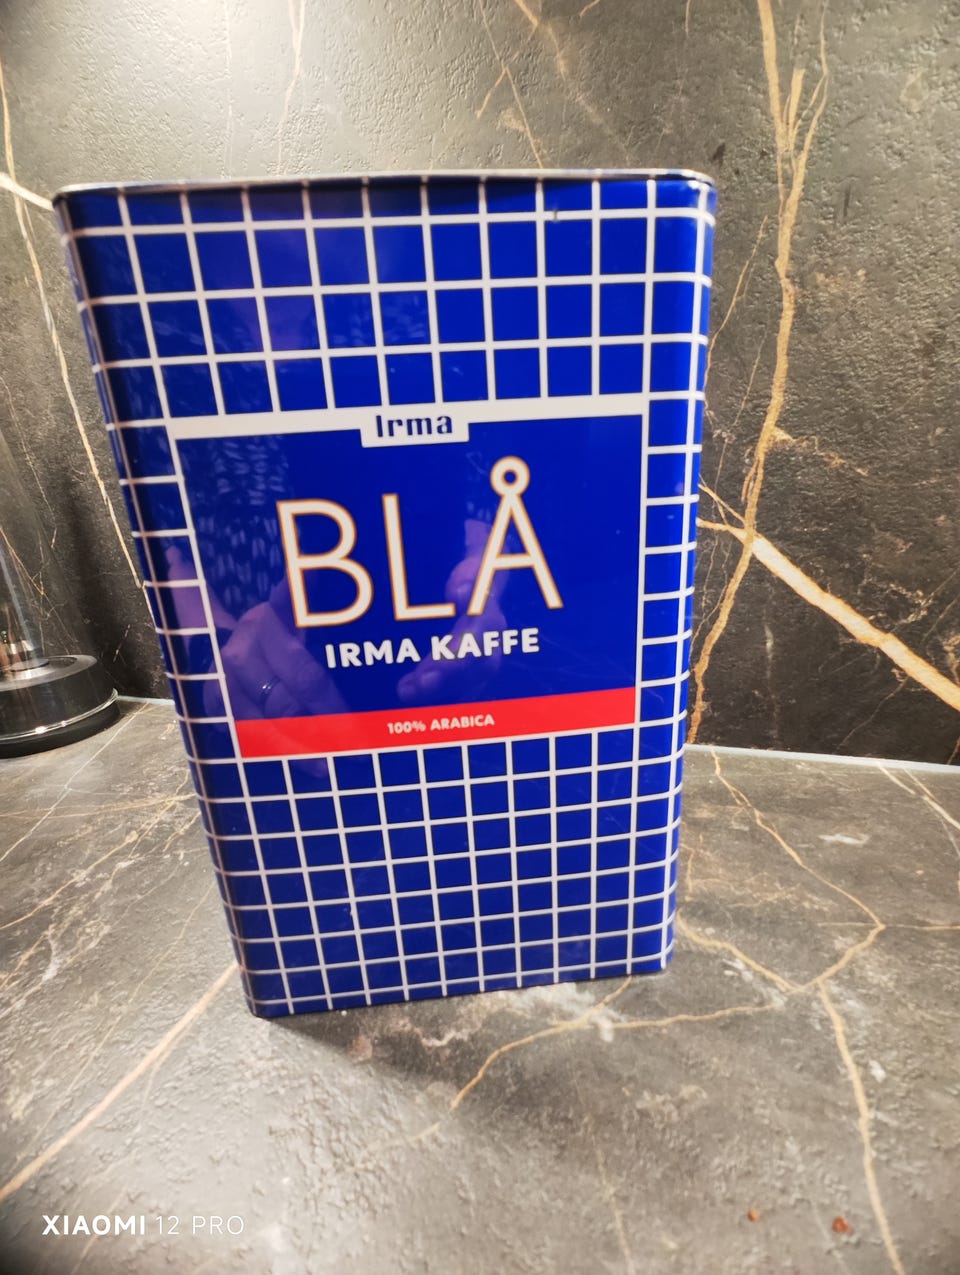 Irma
BLÅ
IRMA KAFFE
100% ARABICA
XIAOMI 12 PRO